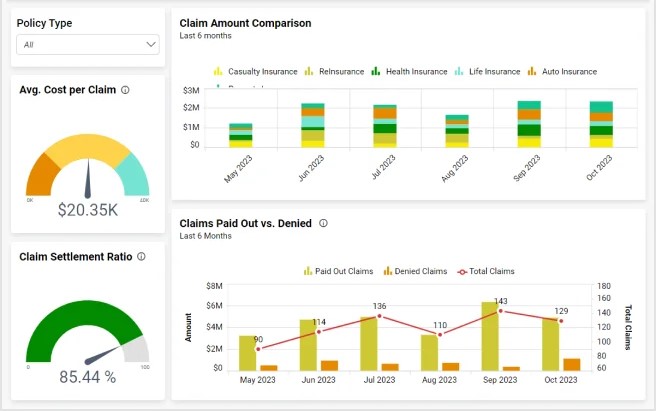 Policy Type
All
Avg. Cost per Claim
0K
40K
$20.35K
Claim Settlement Ratio
0
100
85.44 %
Claim Amount Comparison
Last 6 months
Casualty Insurance
ReInsurance
Health Insurance
Life Insurance
Auto Insurance
$3M
$2M
$1M
$0
May 2023
Jun 2023
Jul 2023
Aug 2023
Sep 2023
Oct 2023
Claims Paid Out vs. Denied
Last 6 Months
Paid Out Claims
Denied Claims
Total Claims
Amount
$8M
$6M
$4M
$2M
$0
90
114
136
110
143
129
180
160
140
120
100
80
60
Total Claims
May 2023
Jun 2023
Jul 2023
Aug 2023
Sep 2023
Oct 2023